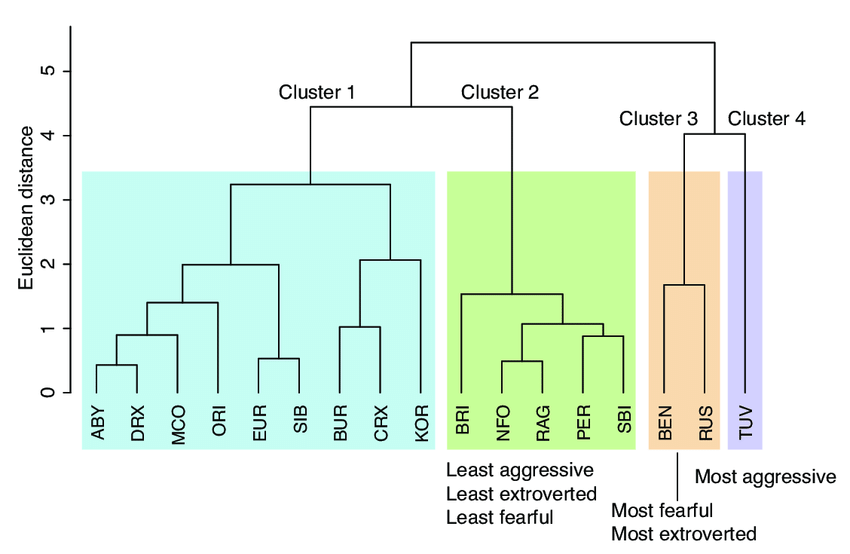 Euclidean distance
5
4
3
2
1
0
Cluster 1
Cluster 2
Cluster 3
Cluster 4
ABY
DRX
MCO
ORI
EUR
SIB
BUR
CRX
KOR
BRI
NFO
RAG
PER
SBI
BEN
RUS
TUV
Least aggressive
Least extroverted
Least fearful
Most aggressive
Most fearful
Most extroverted